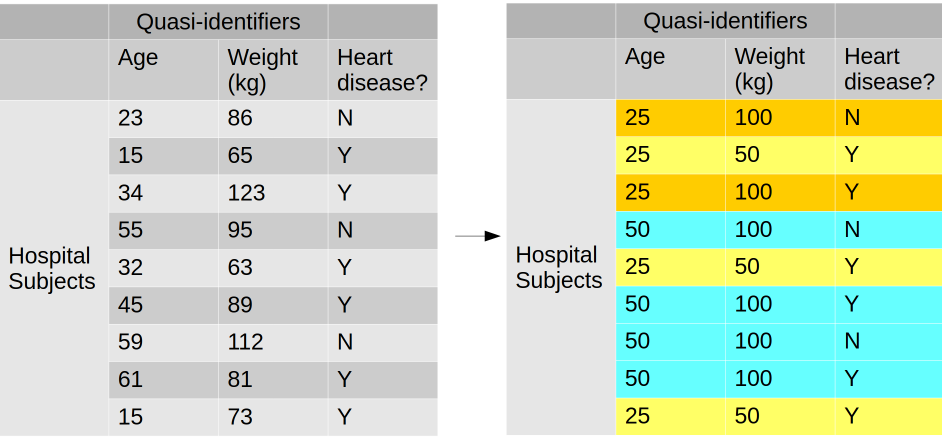 Quasi-identifiers
Age Weight (kg) Heart disease?
Hospital Subjects
23 86 N
15 65 Y
34 123 Y
55 95 N
32 63 Y
45 89 Y
59 112 N
61 81 Y
15 73 Y
Quasi-identifiers
Age Weight (kg) Heart disease?
Hospital Subjects
25 100 N
25 50 Y
25 100 Y
50 100 N
25 50 Y
50 100 Y
50 100 N
50 100 Y
25 50 Y